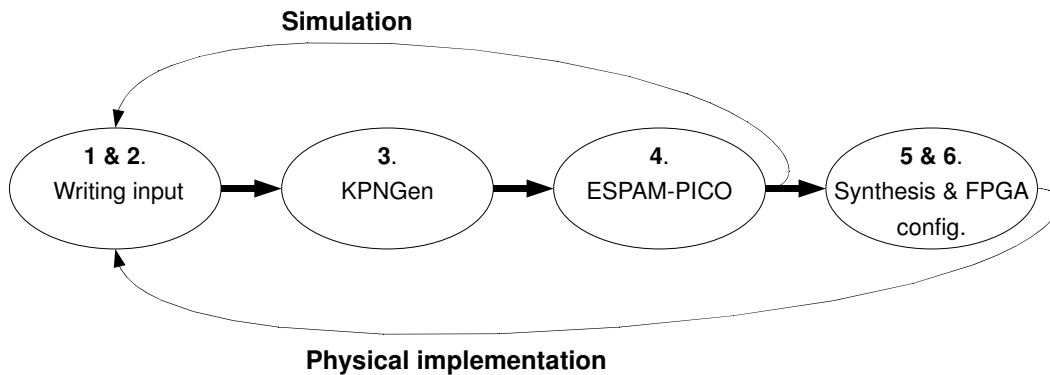 Simulation
1 & 2.
Writing input
3.
KPNGen
4.
ESPAM-PICO
5 & 6.
Synthesis & FPGA
config.
Physical implementation